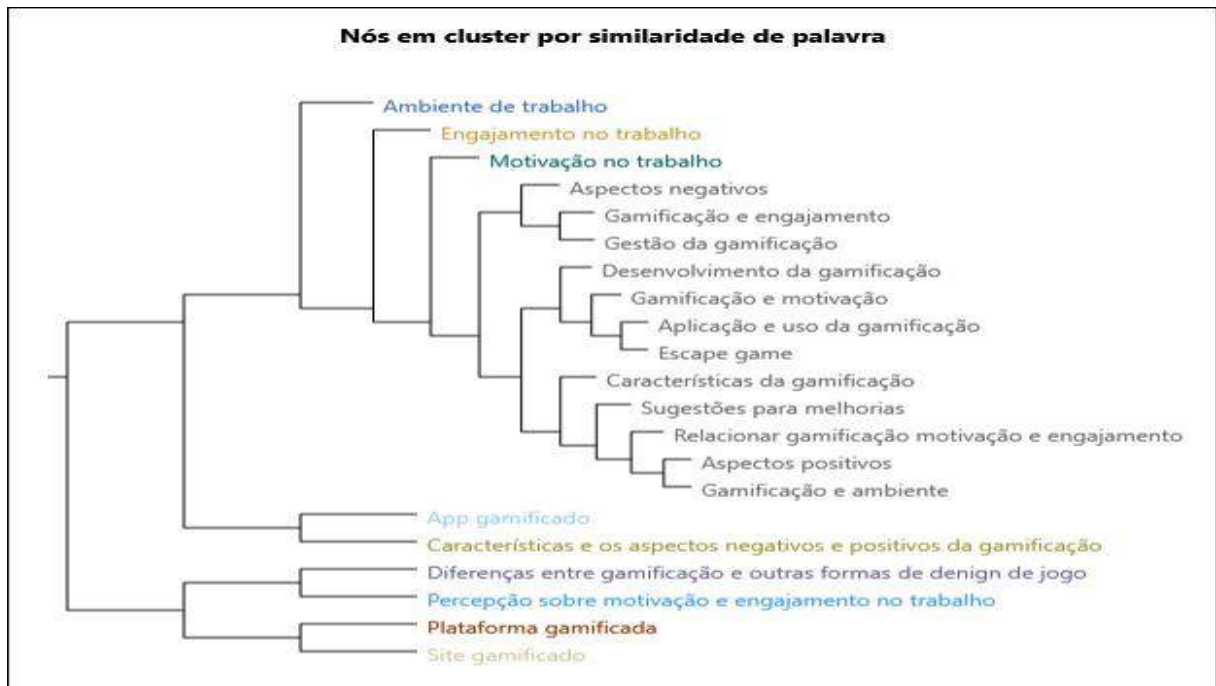 Nós em cluster por similaridade de palavra
Ambiente de trabalho
Engajamento no trabalho
Motivação no trabalho
Aspectos negativos
Gamificação e engajamento
Gestão da gamificação
Desenvolvimento da gamificação
Gamificação e motivação
Aplicação e uso da gamificação
Escape game
Características da gamificação
Sugestões para melhorias
Relacionar gamificação motivação e engajamento
Aspectos positivos
Gamificação e ambiente
App gamificado
Características e os aspectos negativos e positivos da gamificação
Diferenças entre gamificação e outras formas de denign de jogo
Percepção sobre motivação e engajamento no trabalho
Plataforma gamificada
Site gamificado